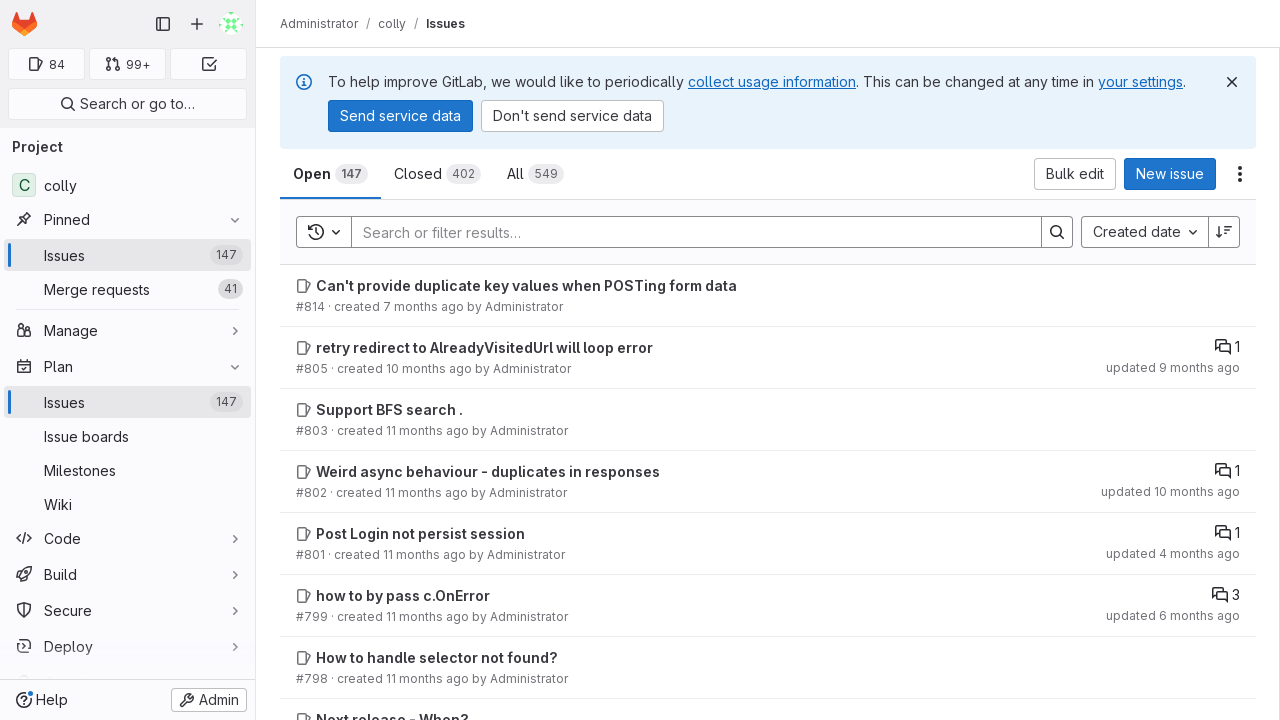 84
99+
Search or go to…
Project
C colly
Pinned
Issues 147
Merge requests 41
Manage
Plan
Issues 147
Issue boards
Milestones
Wiki
Code
Build
Secure
Deploy
Help
Admin
Administrator / colly / Issues
To help improve GitLab, we would like to periodically collect usage information. This can be changed at any time in your settings.
Send service data Don't send service data
Open 147 Closed 402 All 549 Bulk edit New issue
Search or filter results… Created date
Can't provide duplicate key values when POSTing form data
#814 · created 7 months ago by Administrator
retry redirect to AlreadyVisitedUrl will loop error 1
#805 · created 10 months ago by Administrator updated 9 months ago
Support BFS search .
#803 · created 11 months ago by Administrator
Weird async behaviour - duplicates in responses 1
#802 · created 11 months ago by Administrator updated 10 months ago
Post Login not persist session 1
#801 · created 11 months ago by Administrator updated 4 months ago
how to by pass c.OnError 3
#799 · created 11 months ago by Administrator updated 6 months ago
How to handle selector not found?
#798 · created 11 months ago by Administrator
Next release - When?